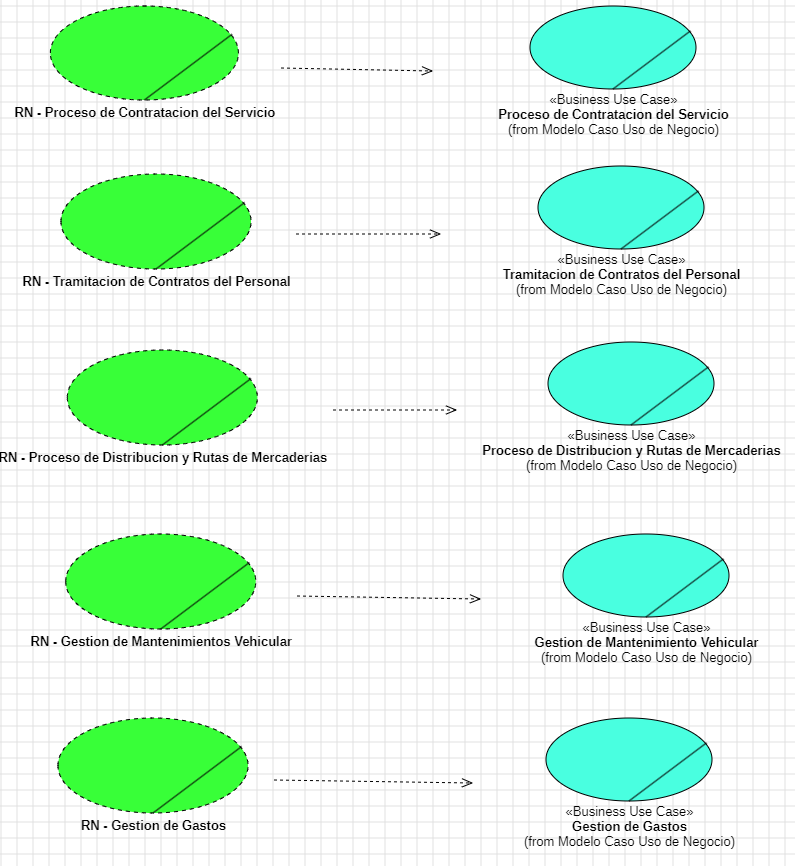 RN - Proceso de Contratacion del Servicio
«Business Use Case»
Proceso de Contratacion del Servicio
(from Modelo Caso Uso de Negocio)
RN - Tramitacion de Contratos del Personal
«Business Use Case»
Tramitacion de Contratos del Personal
(from Modelo Caso Uso de Negocio)
RN - Proceso de Distribucion y Rutas de Mercaderias
«Business Use Case»
Proceso de Distribucion y Rutas de Mercaderias
(from Modelo Caso Uso de Negocio)
RN - Gestion de Mantenimientos Vehicular
«Business Use Case»
Gestion de Mantenimiento Vehicular
(from Modelo Caso Uso de Negocio)
RN - Gestion de Gastos
«Business Use Case»
Gestion de Gastos
(from Modelo Caso Uso de Negocio)